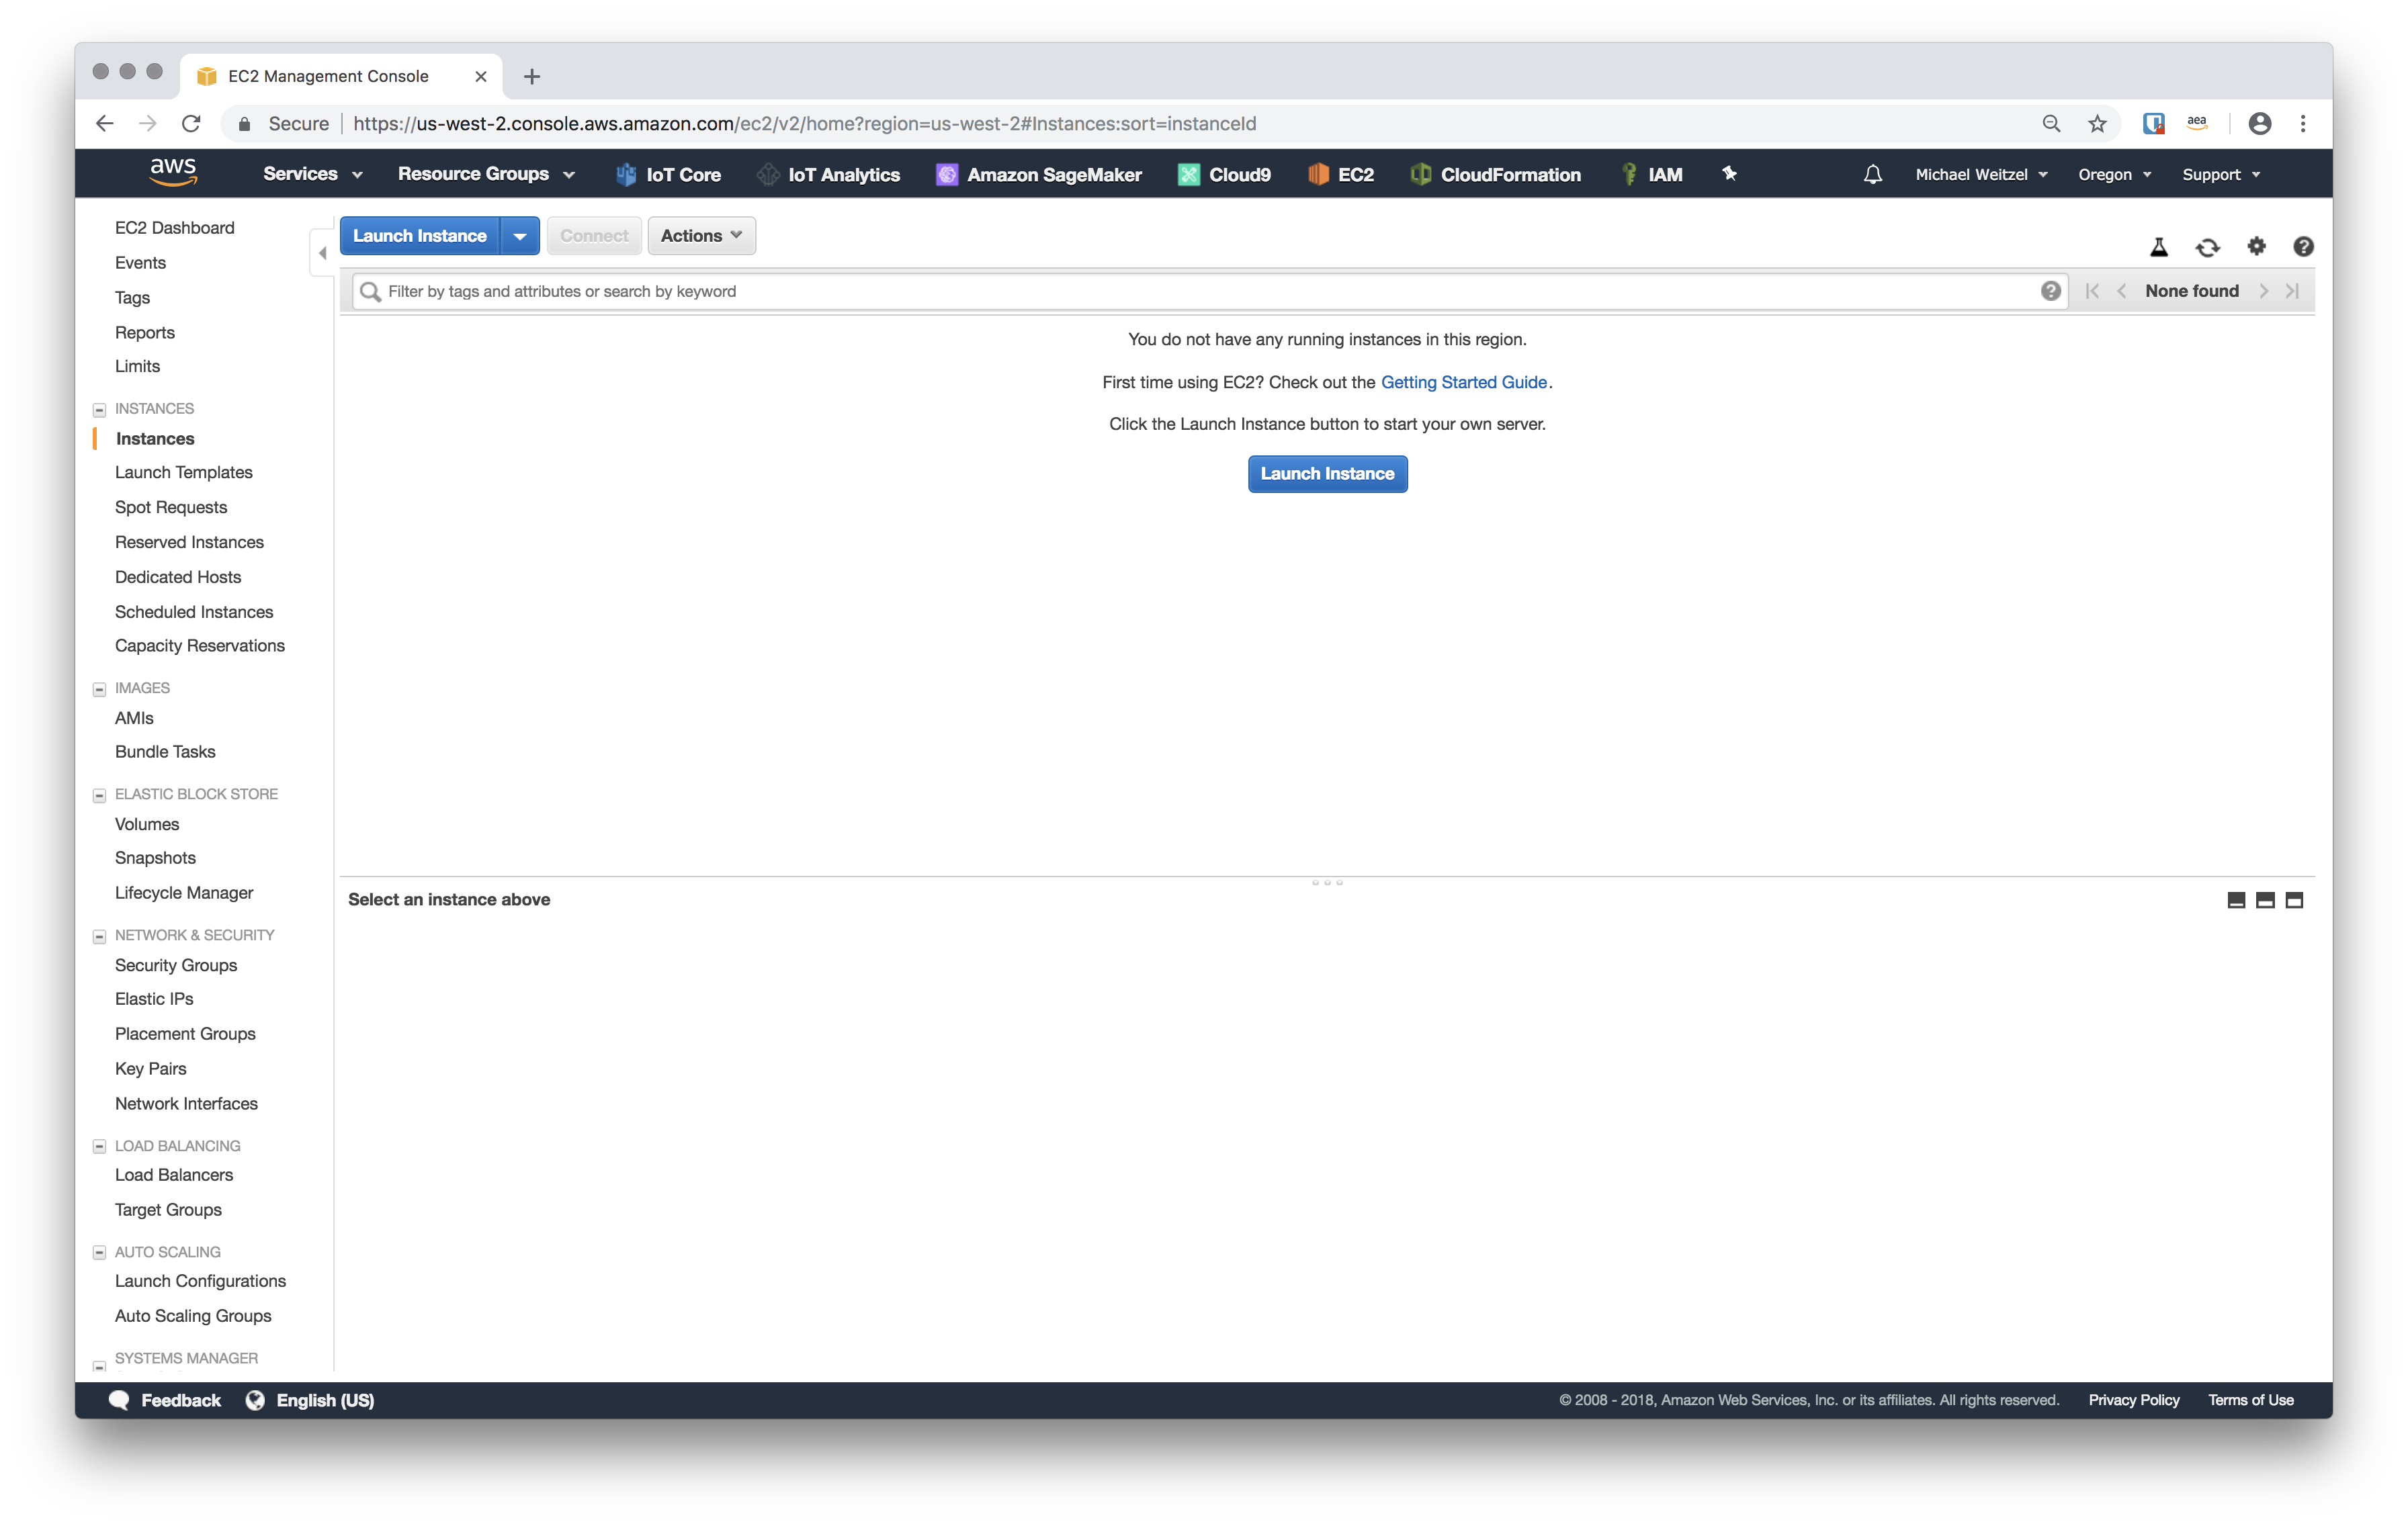 EC2 Management Console
Secure https://us-west-2.console.aws.amazon.com/ec2/v2/home?region=us-west-2#Instances:sort=instanceId
aea
aws Services Resource Groups IoT Core IoT Analytics Amazon SageMaker Cloud9 EC2 CloudFormation IAM Michael Weitzel Oregon Support
EC2 Dashboard
Events
Tags
Reports
Limits
INSTANCES
Instances
Launch Templates
Spot Requests
Reserved Instances
Dedicated Hosts
Scheduled Instances
Capacity Reservations
IMAGES
AMIs
Bundle Tasks
ELASTIC BLOCK STORE
Volumes
Snapshots
Lifecycle Manager
NETWORK & SECURITY
Security Groups
Elastic IPs
Placement Groups
Key Pairs
Network Interfaces
LOAD BALANCING
Load Balancers
Target Groups
AUTO SCALING
Launch Configurations
Auto Scaling Groups
SYSTEMS MANAGER
Launch Instance Connect Actions
Filter by tags and attributes or search by keyword
None found
You do not have any running instances in this region.
First time using EC2? Check out the Getting Started Guide.
Click the Launch Instance button to start your own server.
Launch Instance
Select an instance above
Feedback English (US) © 2008 - 2018, Amazon Web Services, Inc. or its affiliates. All rights reserved. Privacy Policy Terms of Use